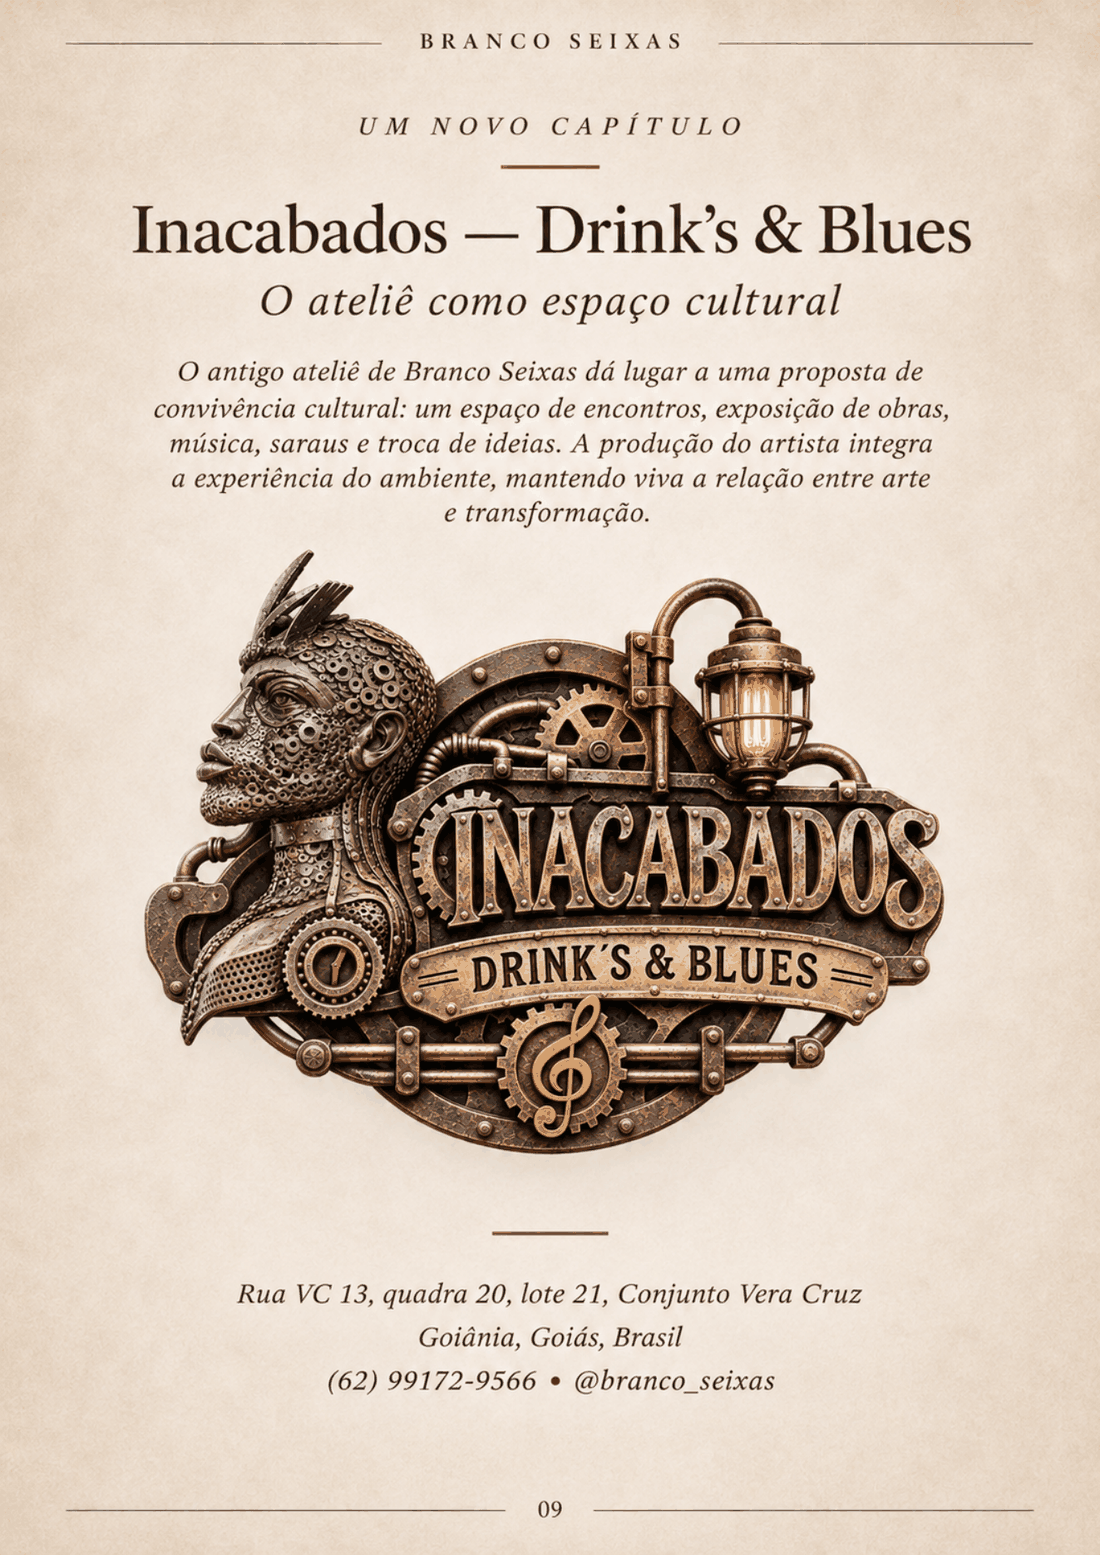 BRANCO SEIXAS
UM NOVO CAPÍTULO
Inacabados — Drink’s & Blues
O ateliê como espaço cultural
O antigo ateliê de Branco Seixas dá lugar a uma proposta de
convivência cultural: um espaço de encontros, exposição de obras,
música, saraus e troca de ideias. A produção do artista integra
a experiência do ambiente, mantendo viva a relação entre arte
e transformação.
INACABADOS
DRINK´S & BLUES
Rua VC 13, quadra 20, lote 21, Conjunto Vera Cruz
Goiânia, Goiás, Brasil
(62) 99172-9566 • @branco_seixas
09